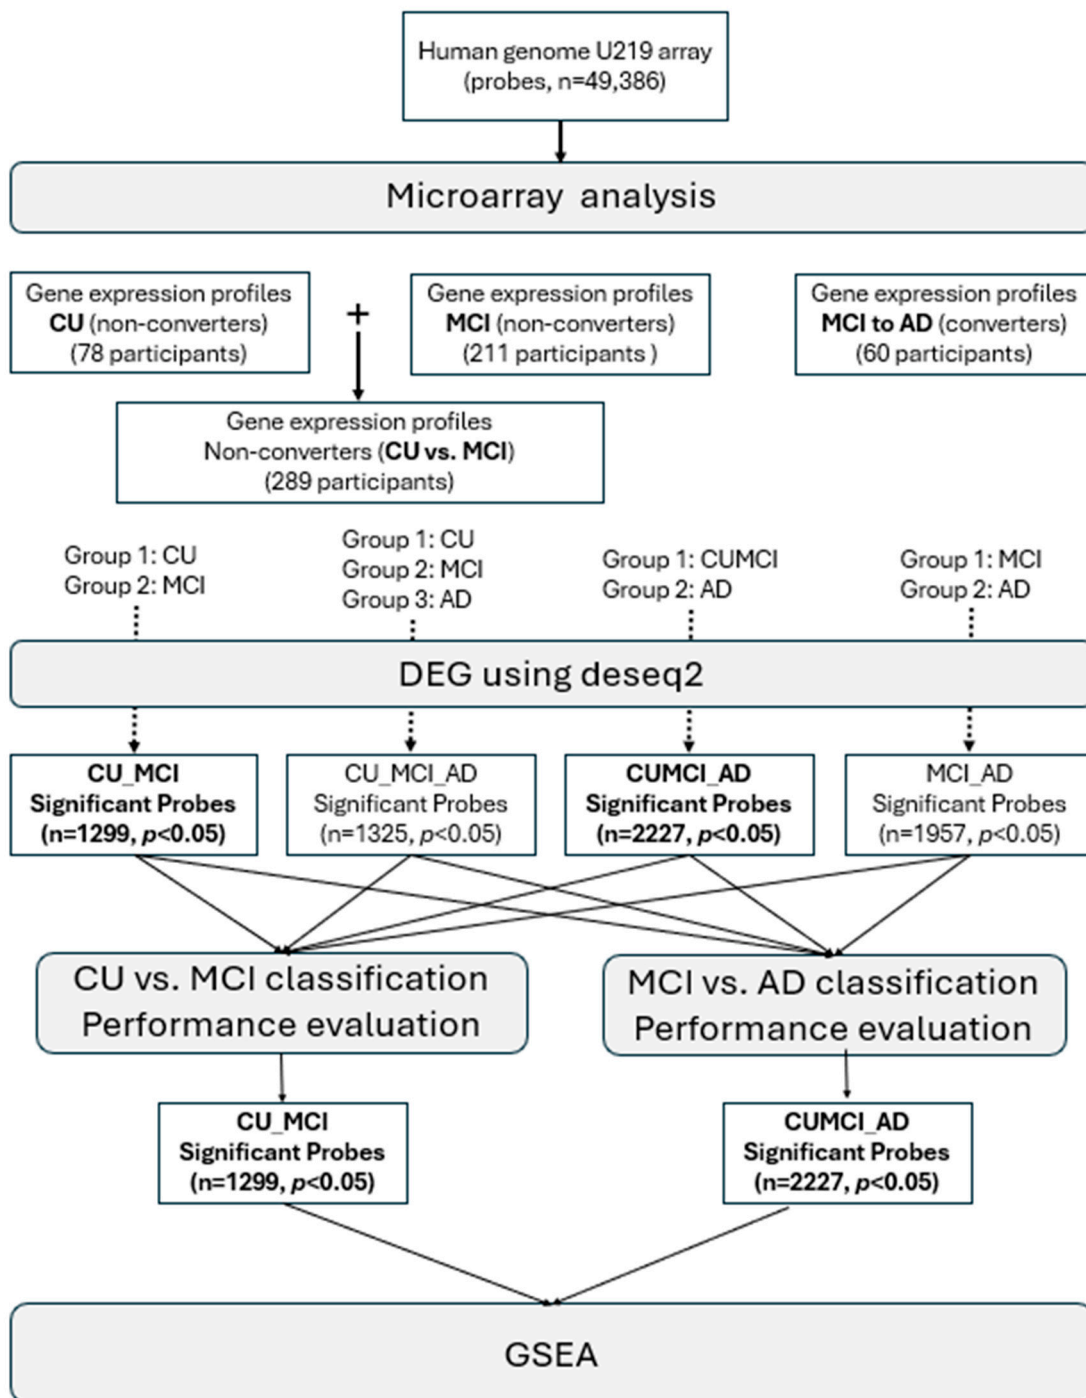 Human genome U219 array
(probes, n=49,386)
Microarray analysis
Gene expression profiles
CU (non-converters)
(78 participants)
+
Gene expression profiles
MCI (non-converters)
(211 participants )
Gene expression profiles
MCI to AD (converters)
(60 participants)
Gene expression profiles
Non-converters (CU vs. MCI)
(289 participants)
Group 1: CU
Group 2: MCI
Group 1: CU
Group 2: MCI
Group 3: AD
Group 1: CUMCI
Group 2: AD
Group 1: MCI
Group 2: AD
DEG using deseq2
CU_MCI
Significant Probes
(n=1299, p<0.05)
CU_MCI_AD
Significant Probes
(n=1325, p<0.05)
CUMCI_AD
Significant Probes
(n=2227, p<0.05)
MCI_AD
Significant Probes
(n=1957, p<0.05)
CU vs. MCI classification
Performance evaluation
MCI vs. AD classification
Performance evaluation
CU_MCI
Significant Probes
(n=1299, p<0.05)
CUMCI_AD
Significant Probes
(n=2227, p<0.05)
GSEA